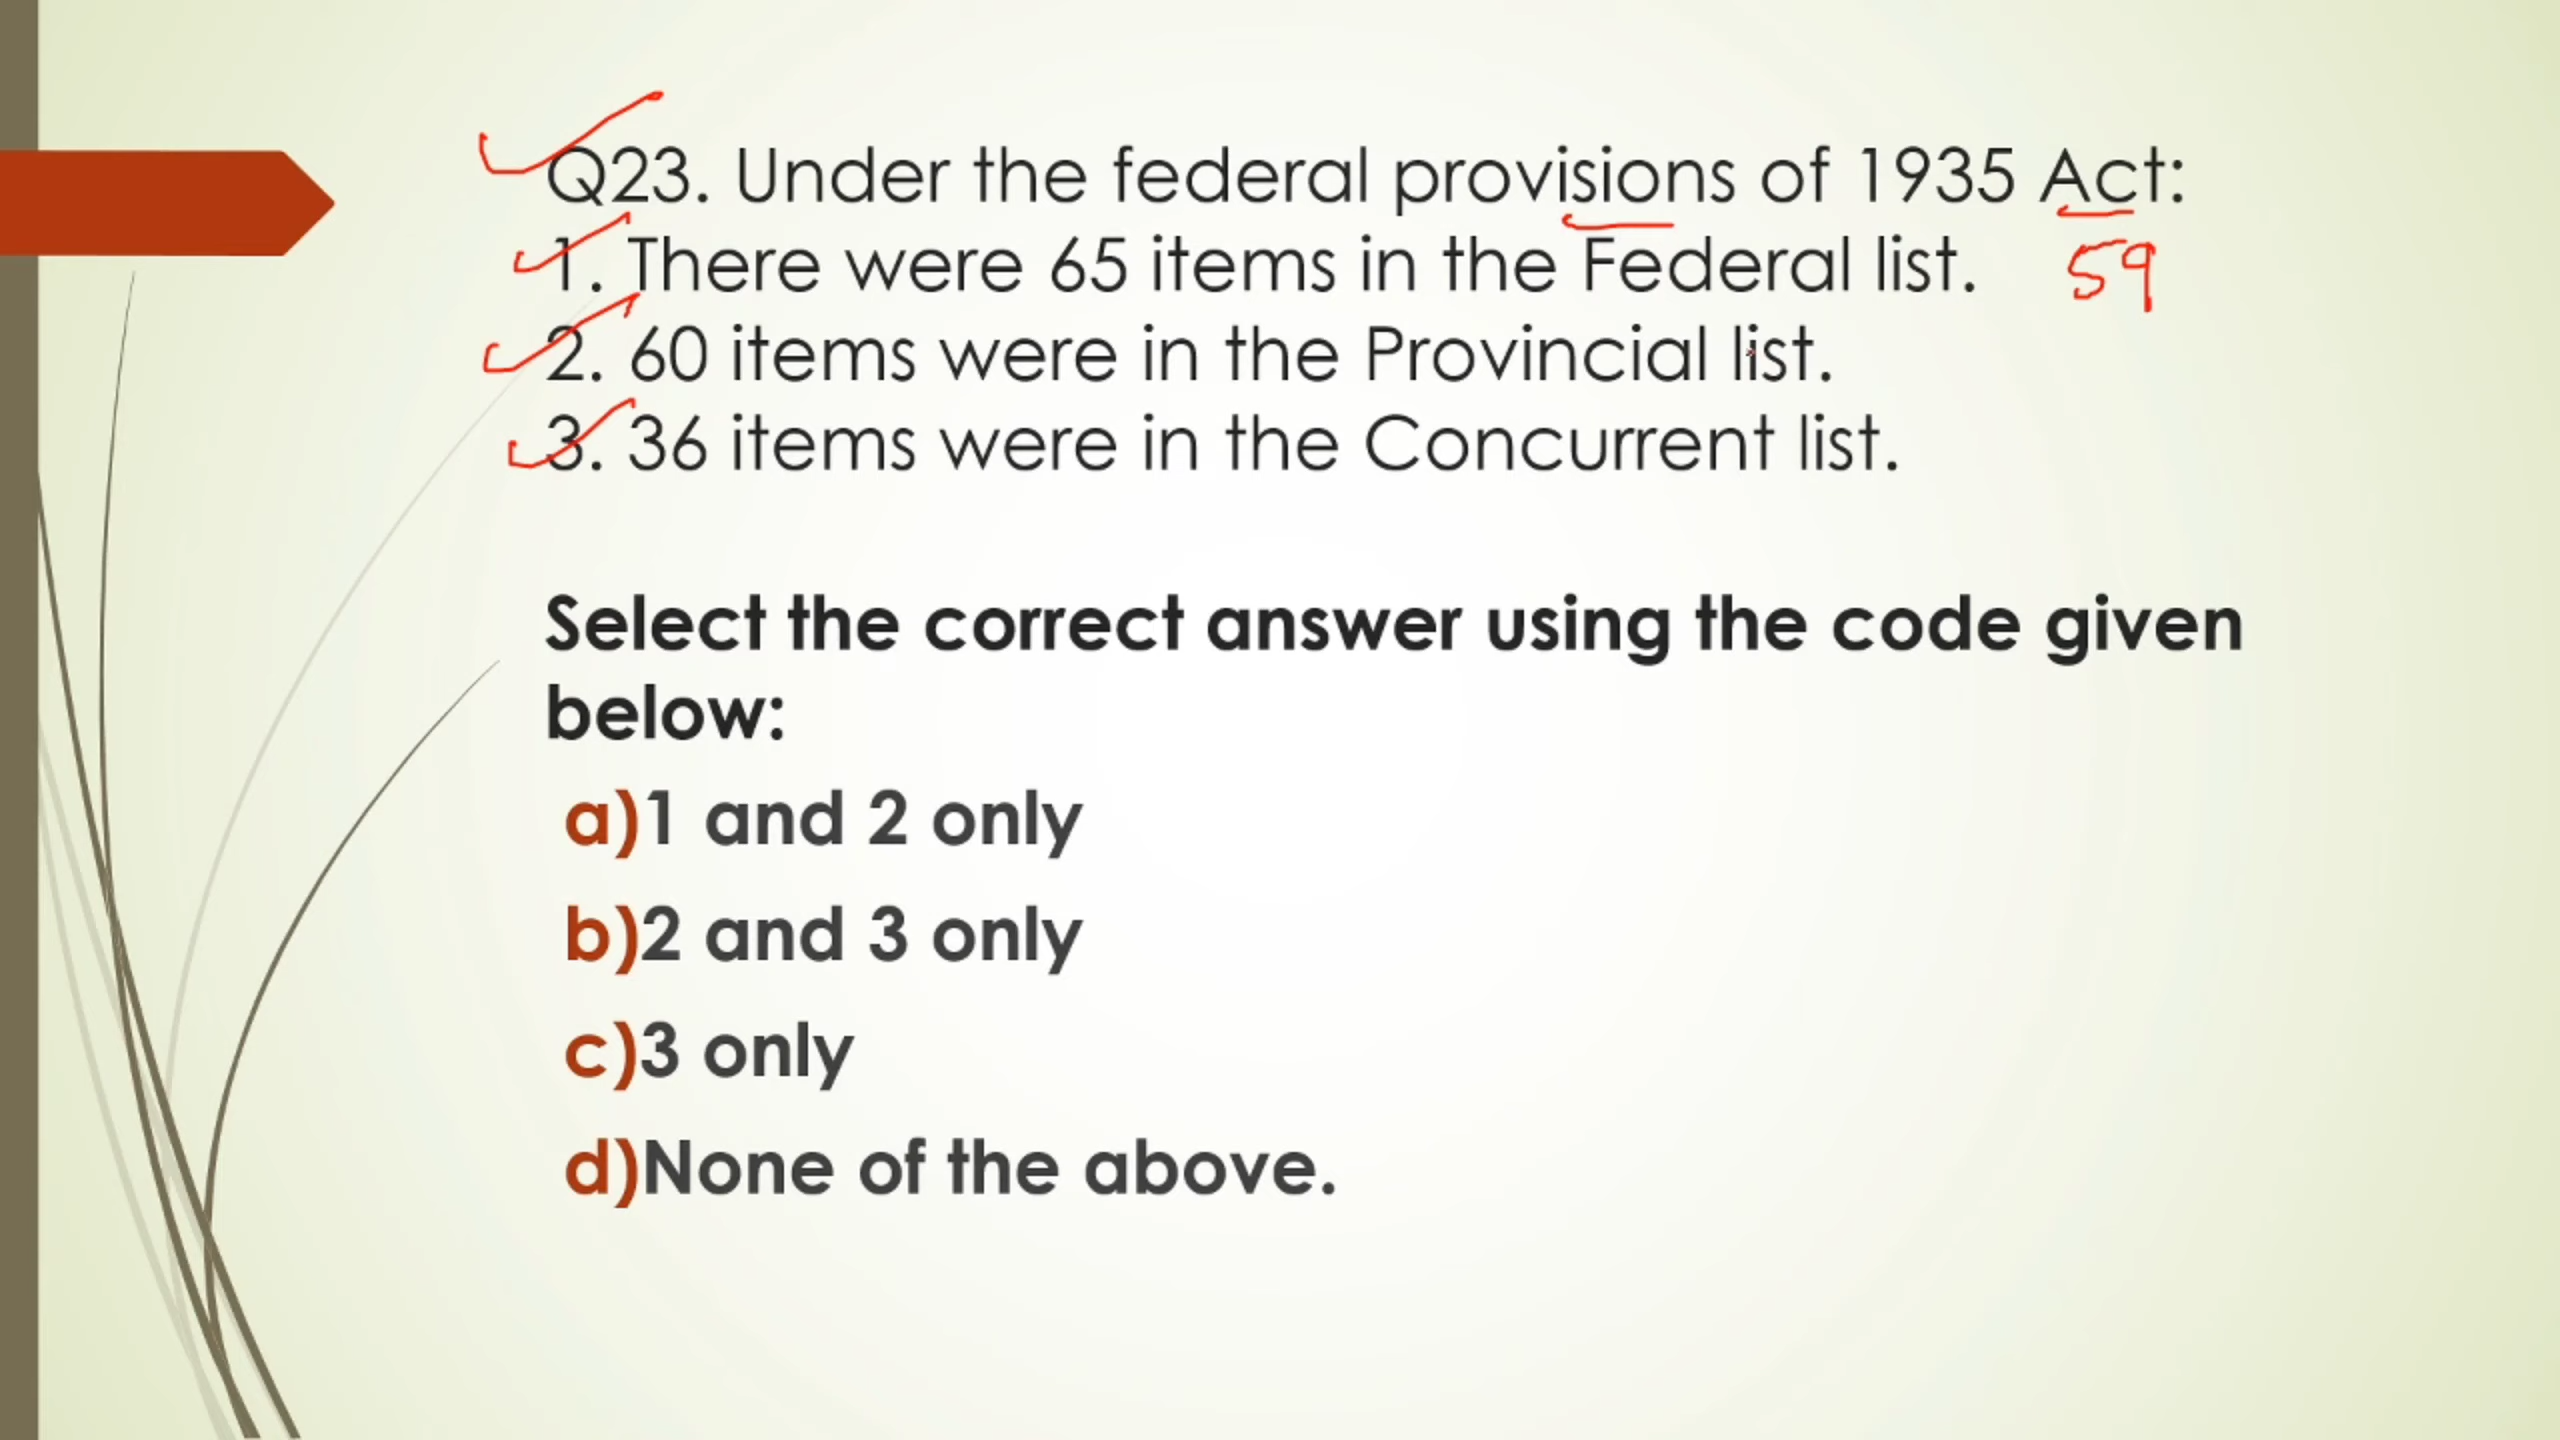 Q23. Under the federal provisions of 1935 Act:
1. There were 65 items in the Federal list. 59
2. 60 items were in the Provincial list.
3. 36 items were in the Concurrent list.
Select the correct answer using the code given
below:
a)1 and 2 only
b)2 and 3 only
c)3 only
d)None of the above.